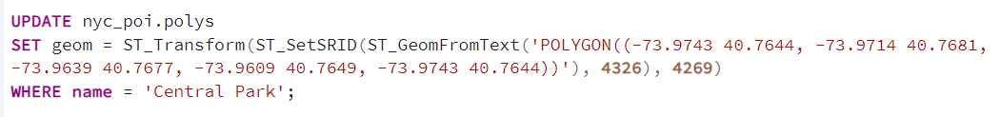 UPDATE nyc_poi.polys
SET geom = ST_Transform(ST_SetSRID(ST_GeomFromText('POLYGON((-73.9743 40.7644, -73.9714 40.7681,
-73.9639 40.7677, -73.9609 40.7649, -73.9743 40.7644))'), 4326), 4269)
WHERE name = 'Central Park';